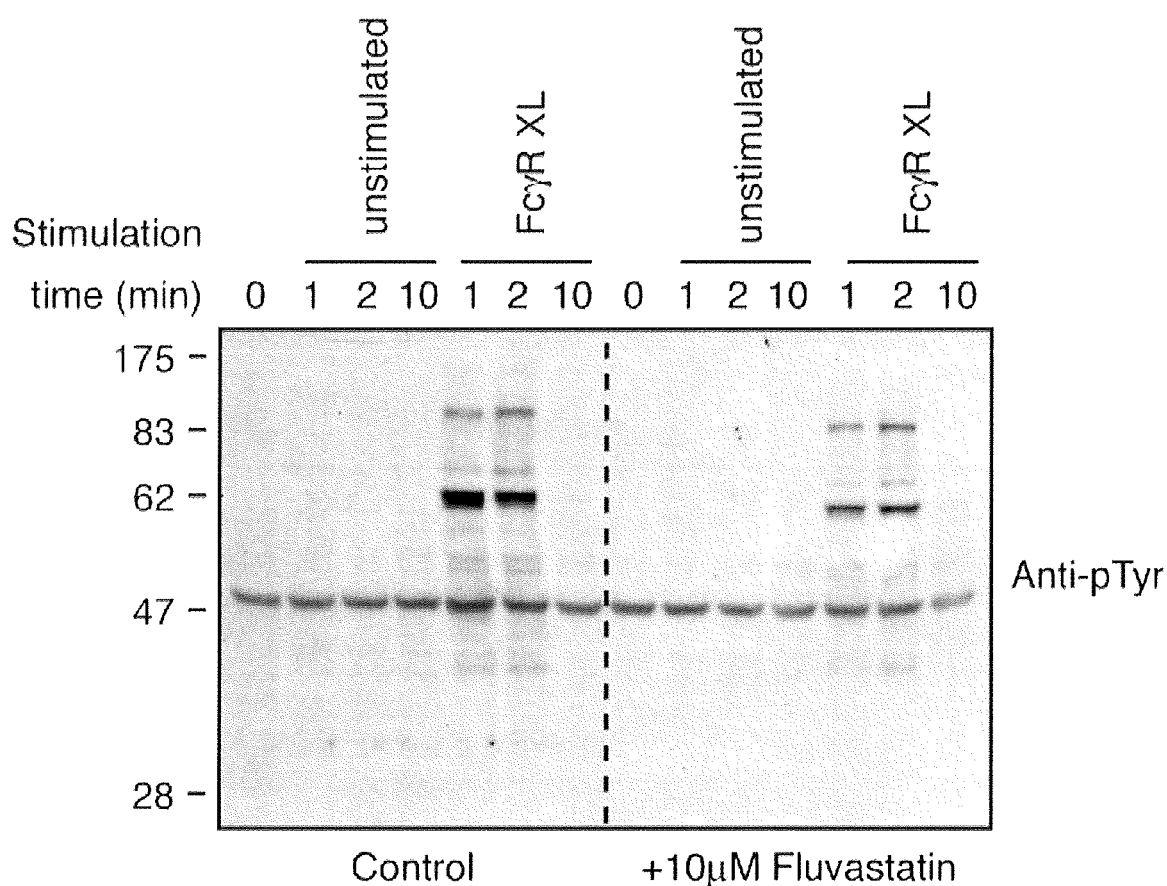 unstimulated
FcγR XL
unstimulated
FcγR XL
Stimulation
time (min) 0 1 2 10 1 2 10 0 1 2 10 1 2 10
175
83
62
47
28
Anti-pTyr
Control
+10μM Fluvastatin